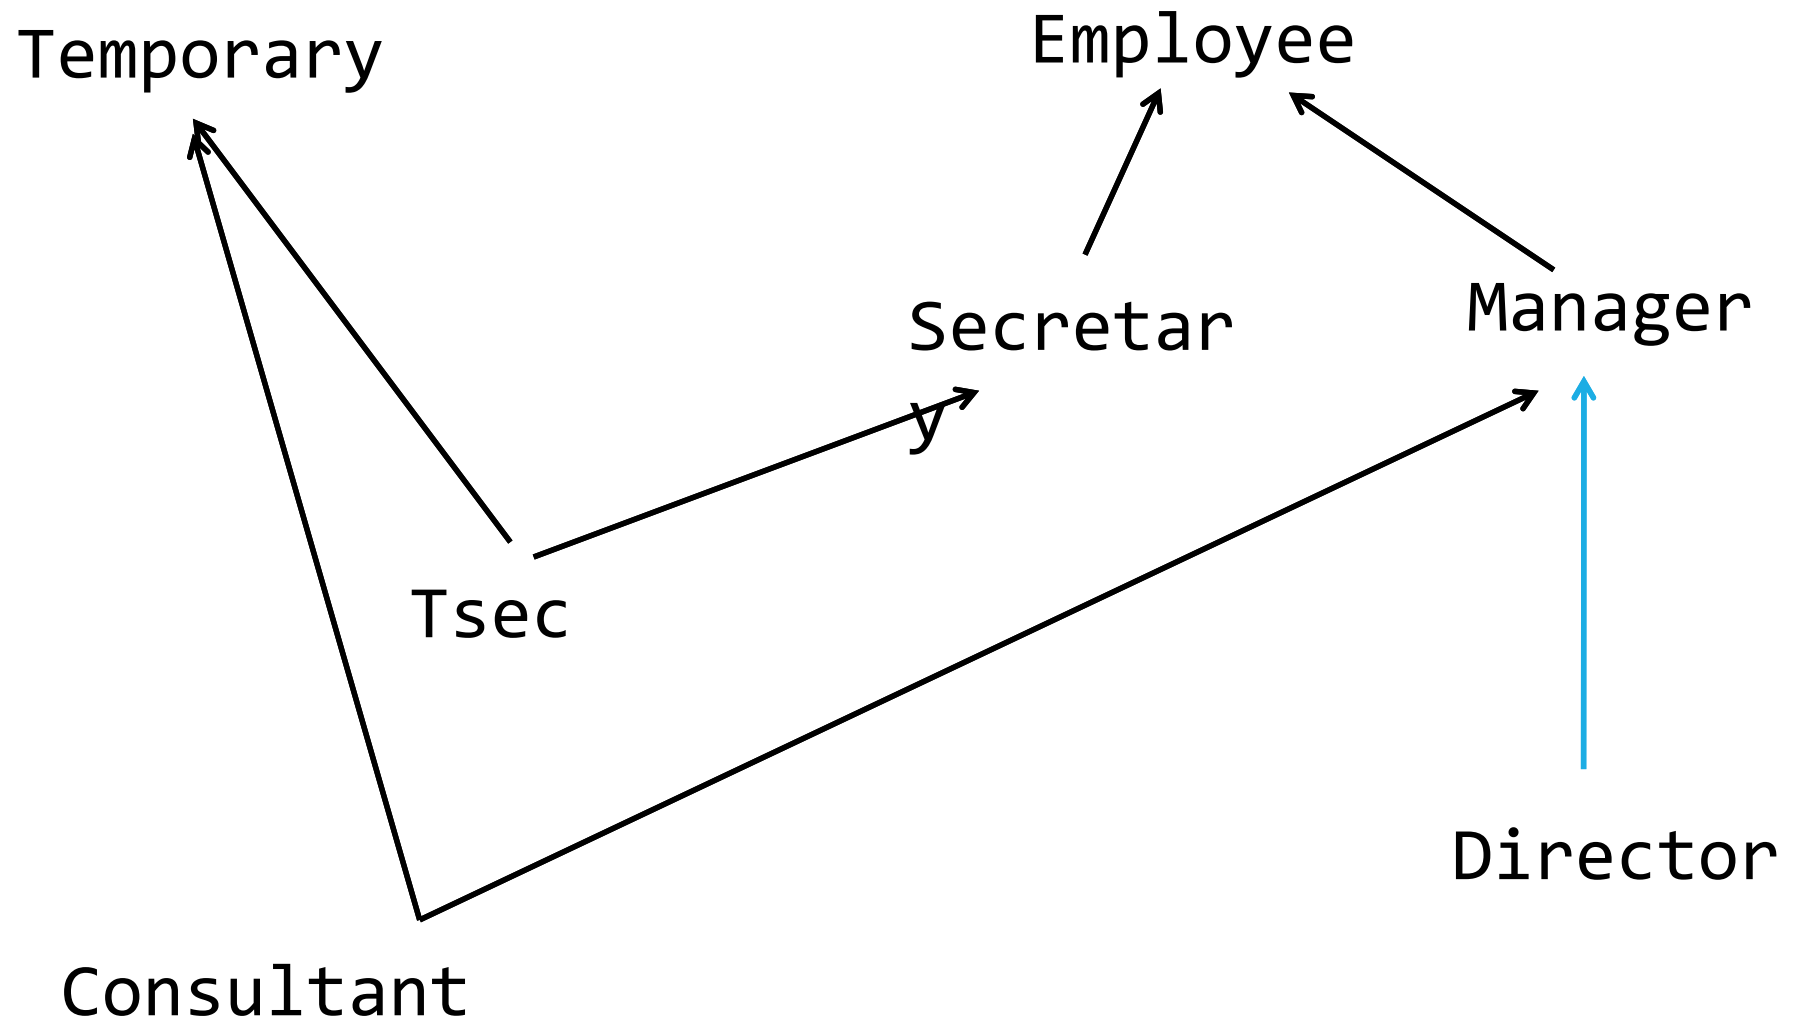 Temporary
Employee
Secretar
y
Manager
Tsec
Director
Consultant